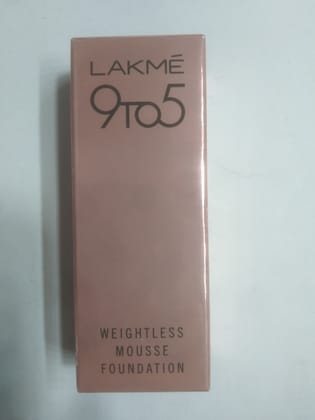 LAKMÉ
9TO5
WEIGHTLESS
MOUSSE
FOUNDATION